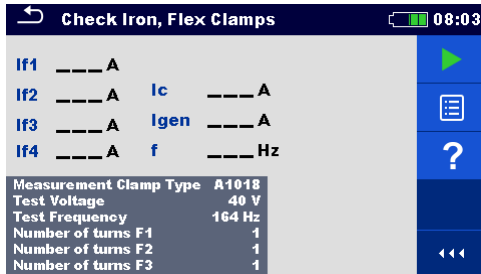 Check Iron, Flex Clamps 08:03
If1 ___A
If2 ___A Ic ___A
If3 ___A Igen ___A
If4 ___A f ___Hz
Measurement Clamp Type A1018
Test Voltage 40 V
Test Frequency 164 Hz
Number of turns F1 1
Number of turns F2 1
Number of turns F3 1
?